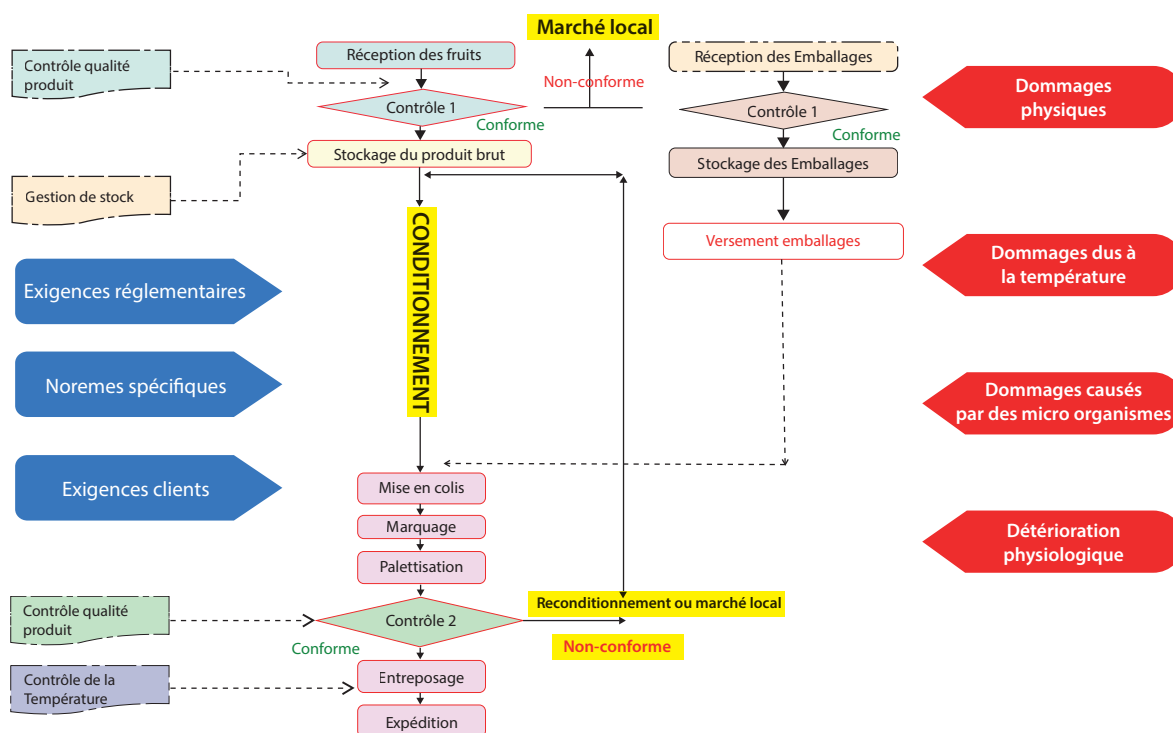 Marché local
Réception des fruits
Réception des Emballages
Contrôle qualité
produit
Non-conforme
Dommages
physiques
Contrôle 1
Contrôle 1
Conforme
Conforme
Stockage du produit brut
Stockage des Emballages
Gestion de stock
CONDITIONNEMENT
Versement emballages
Dommages dus à
la température
Exigences réglementaires
Noremes spécifiques
Dommages causés
par des micro organismes
Exigences clients
Mise en colis
Marquage
Détérioration
physiologique
Palettisation
Contrôle qualité
produit
Reconditionnement ou marché local
Contrôle 2
Non-conforme
Conforme
Contrôle de la
Température
Entreposage
Expédition